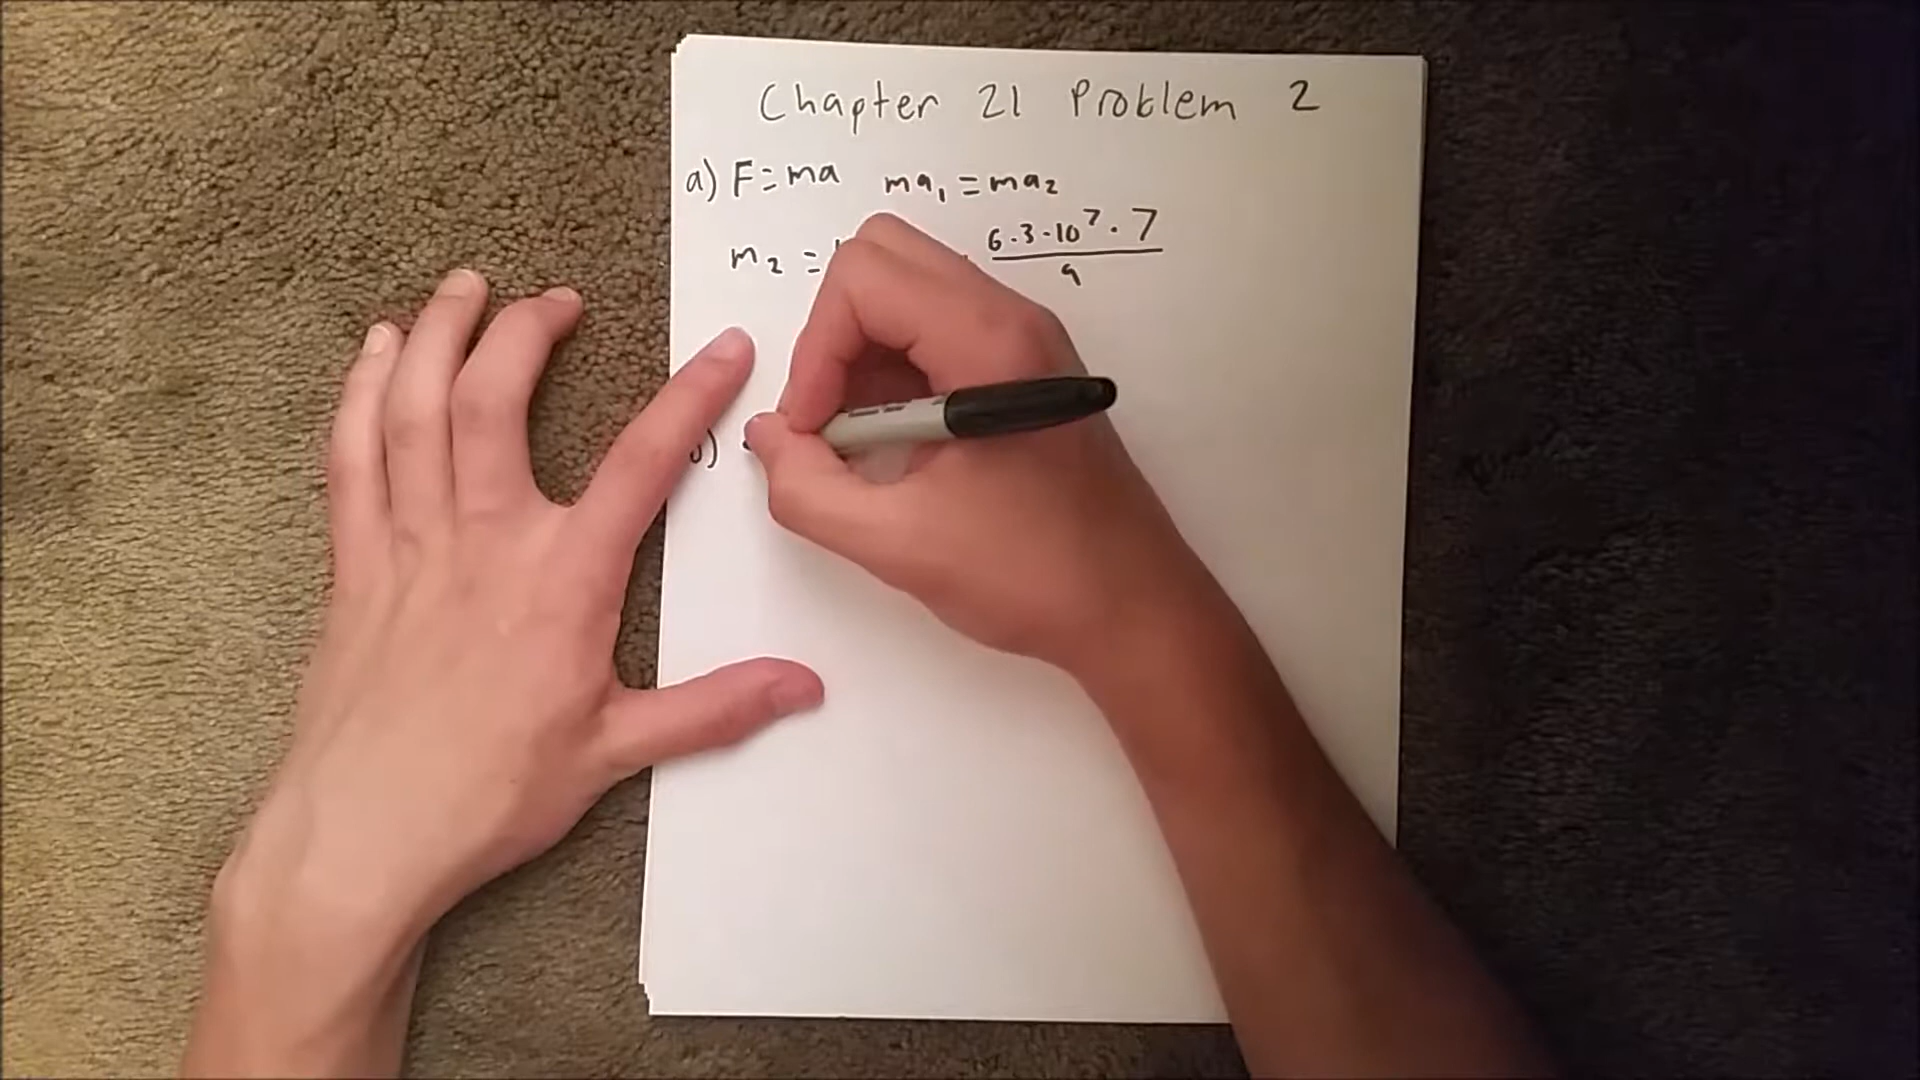 Chapter 21 Problem 2
a) F=ma ma₁ = ma₂
m₂ = 6·3·10⁷·7
9